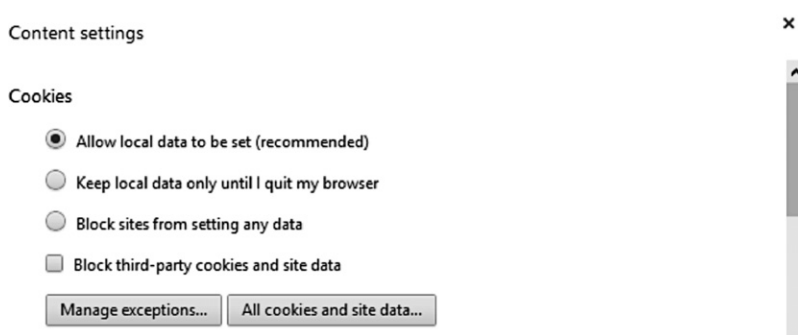 Content settings
Cookies
Allow local data to be set (recommended)
Keep local data only until I quit my browser
Block sites from setting any data
Block third-party cookies and site data
Manage exceptions... All cookies and site data...